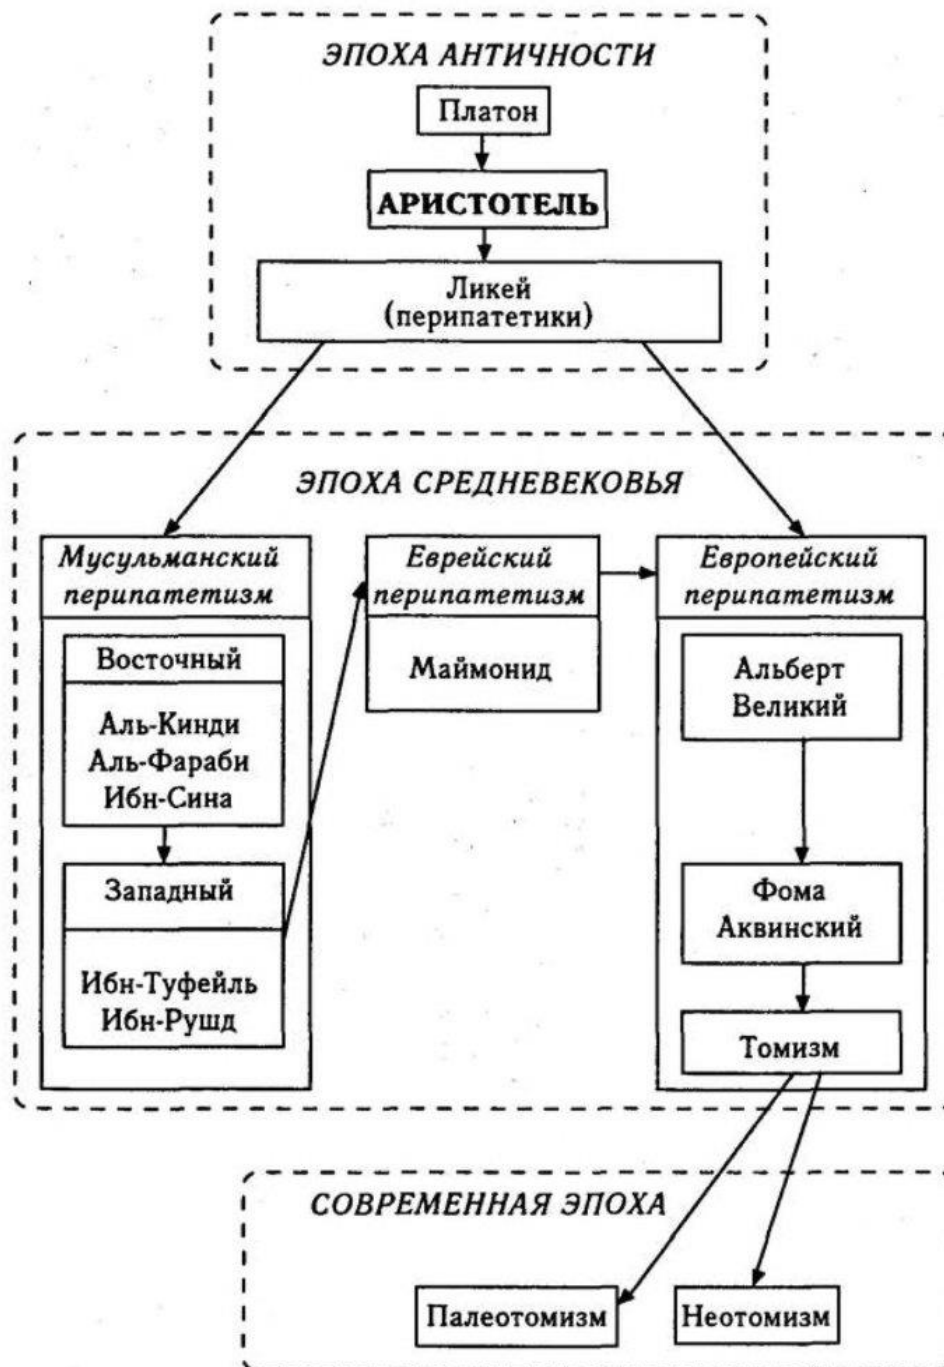 ЭПОХА АНТИЧНОСТИ
Платон
АРИСТОТЕЛЬ
Ликей
(перипатетики)
ЭПОХА СРЕДНЕВЕКОВЬЯ
Мусульманский
перипатетизм
Восточный
Аль-Кинди
Аль-Фараби
Ибн-Сина
Западный
Ибн-Туфейль
Ибн-Рушд
Еврейский
перипатетизм
Маймонид
Европейский
перипатетизм
Альберт
Великий
Фома
Аквинский
Томизм
СОВРЕМЕННАЯ ЭПОХА
Палеотомизм
Неотомизм